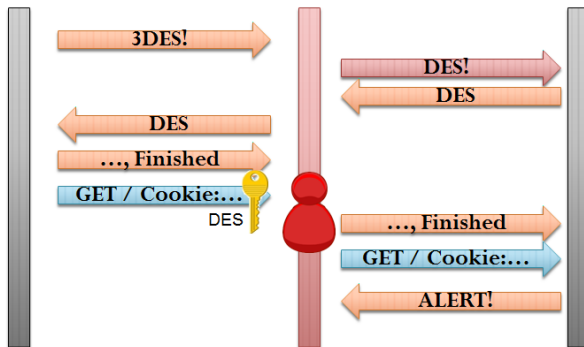 3DES!
DES!
DES
DES
..., Finished
GET / Cookie:...
DES
..., Finished
GET / Cookie:...
ALERT!